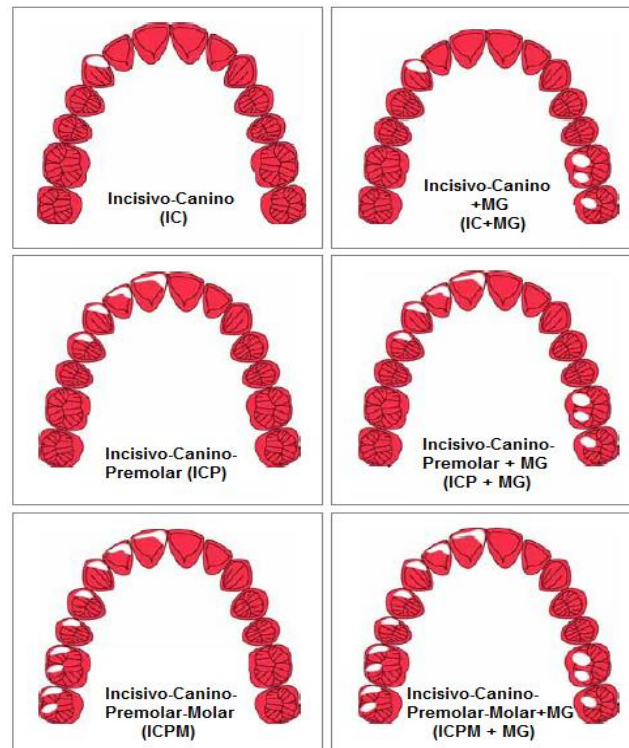 Incisivo-Canino
(IC)
Incisivo-Canino
+MG
(IC+MG)
Incisivo-Canino-
Premolar (ICP)
Incisivo-Canino-
Premolar + MG
(ICP + MG)
Incisivo-Canino-
Premolar-Molar
(ICPM)
Incisivo-Canino-
Premolar-Molar+MG
(ICPM + MG)